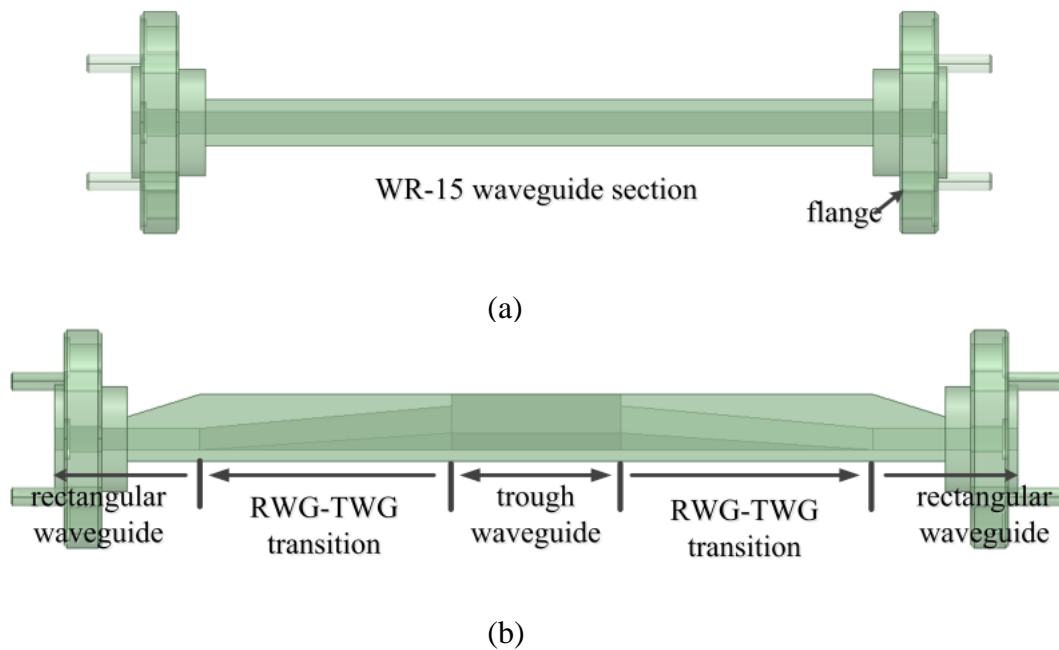 WR-15 waveguide section
flange
(a)
rectangular
waveguide
RWG-TWG
transition
trough
waveguide
RWG-TWG
transition
rectangular
waveguide
(b)